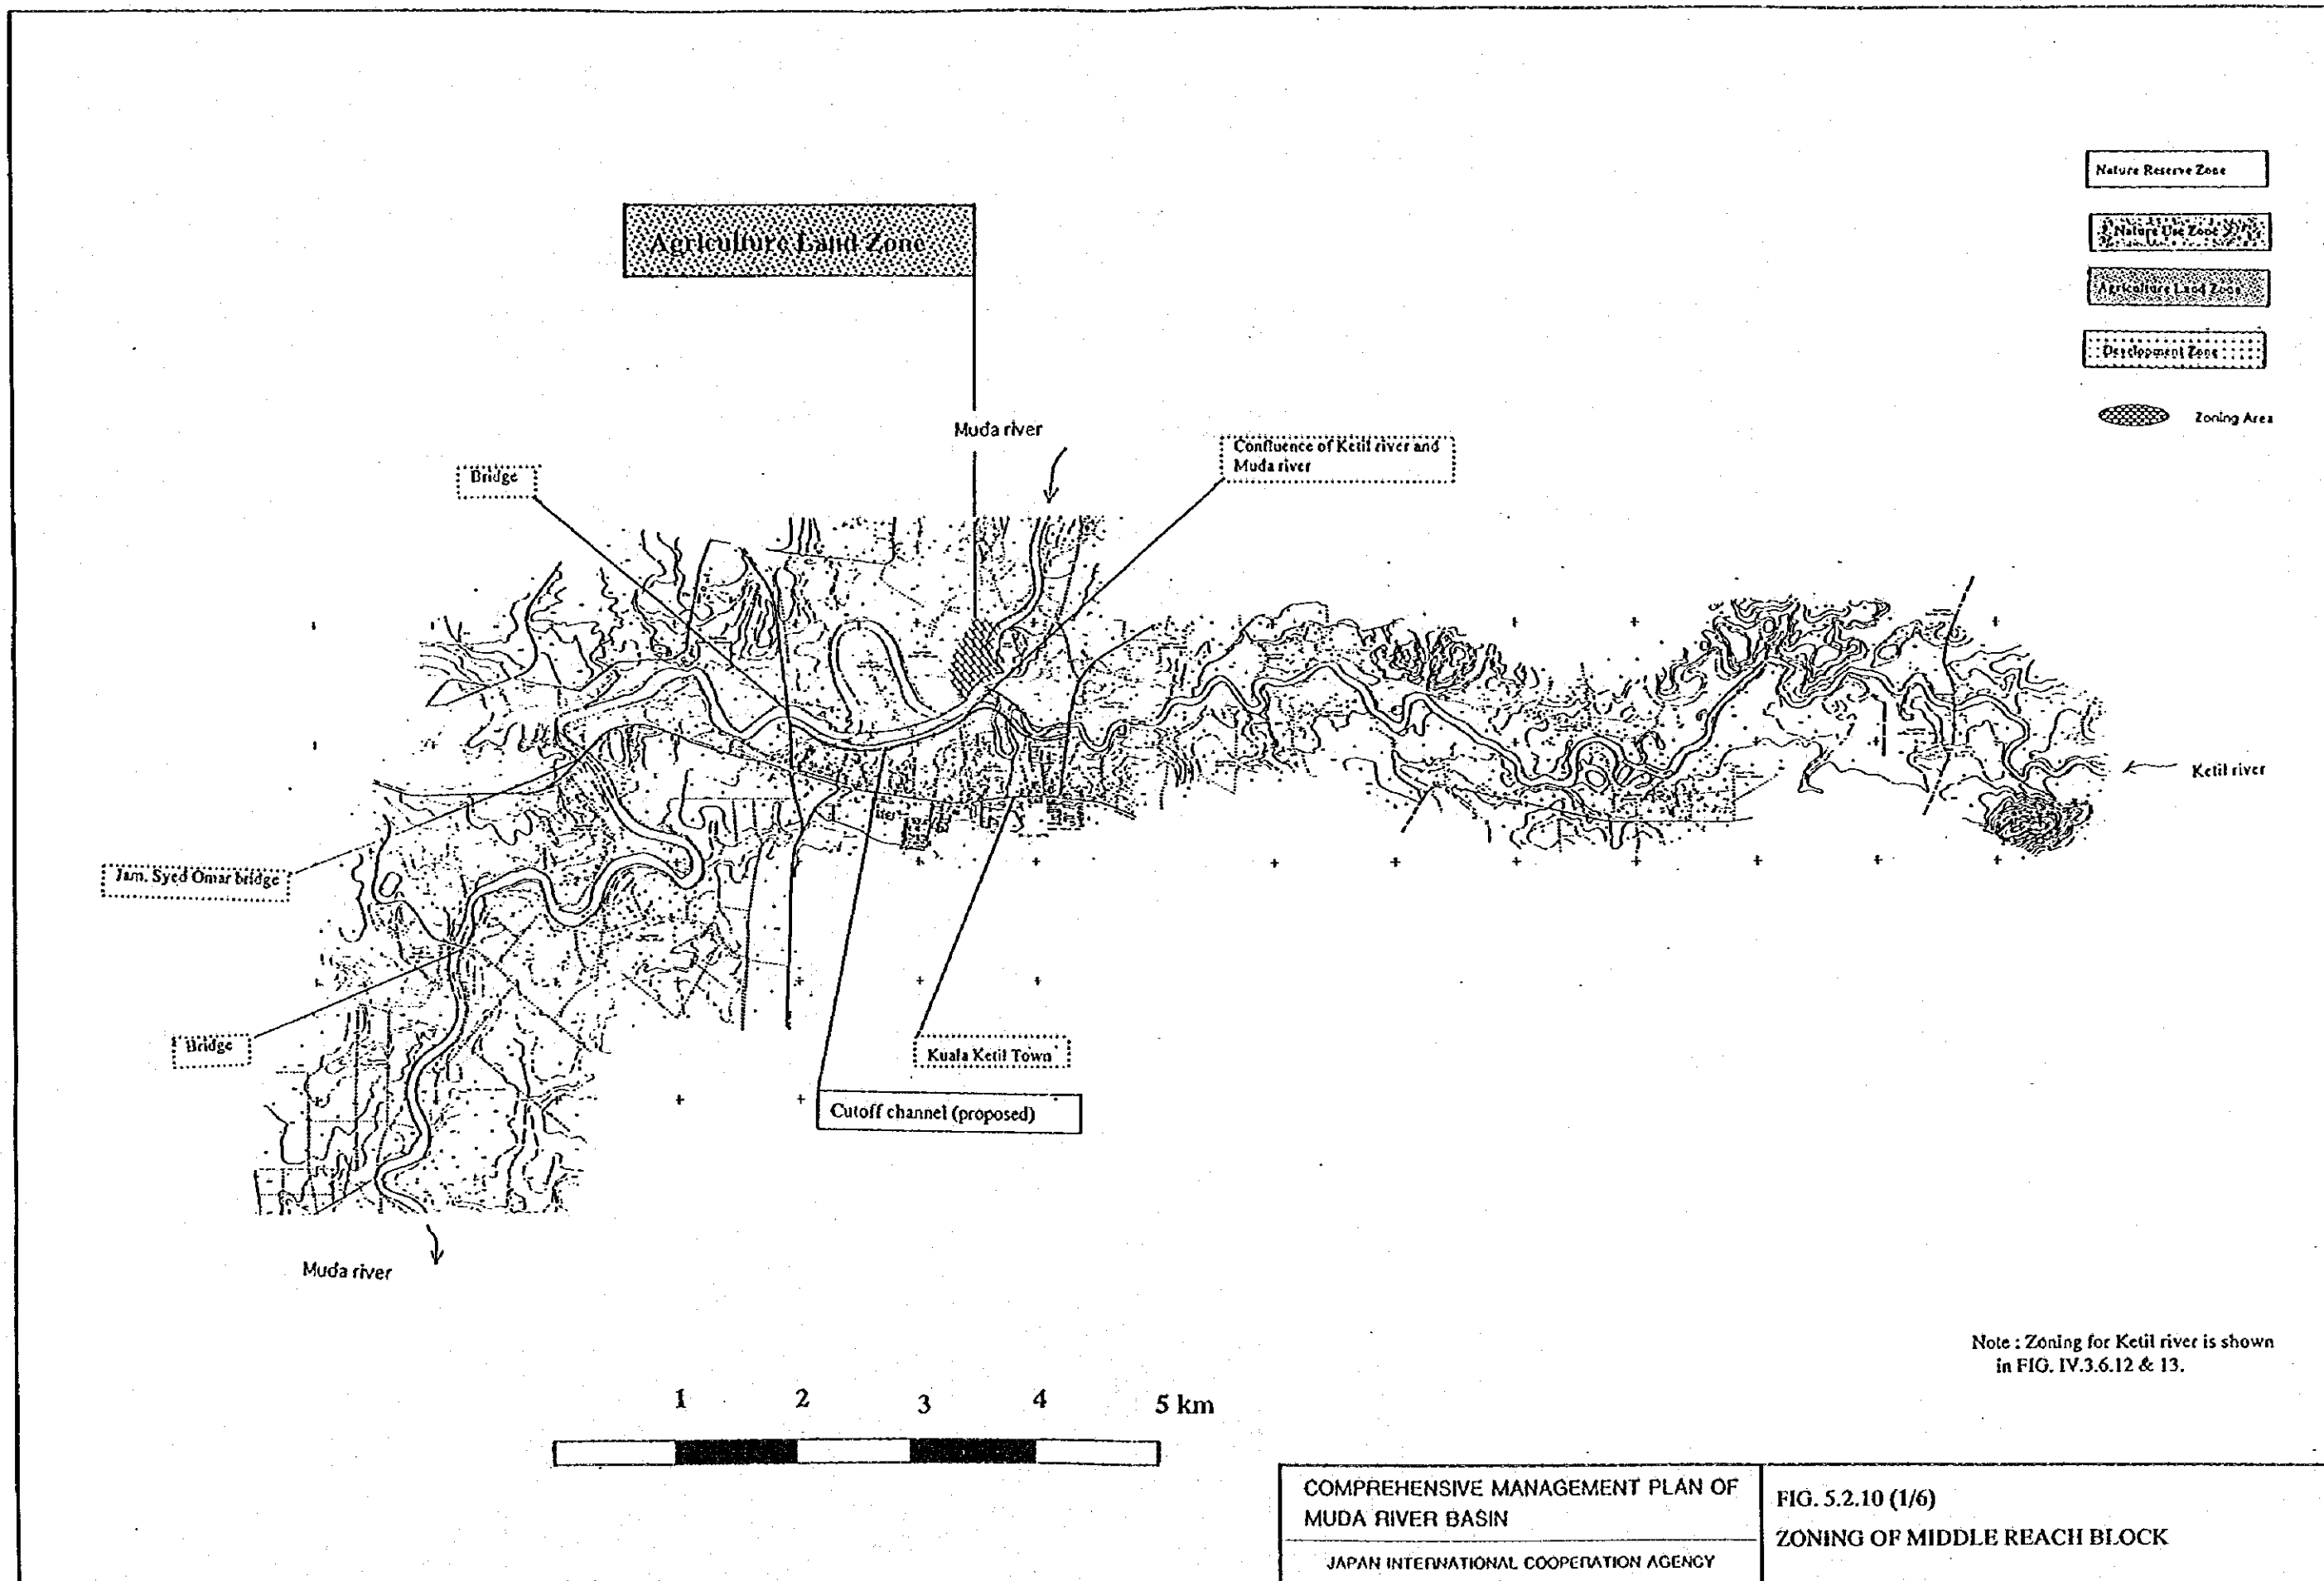 Nature Reserve Zone
Nature Use Zone
Agriculture Land Zone
Development Zone
Zoning Area
Agriculture Land Zone
Muda river
Confluence of Ketil river and
Muda river
Bridge
Ketil river
Jam. Syed Omar bridge
Bridge
Kuala Ketil Town
Cutoff channel (proposed)
Muda river
Note : Zoning for Ketil river is shown
in FIG. IV.3.6.12 & 13.
1 2 3 4 5 km
COMPREHENSIVE MANAGEMENT PLAN OF
MUDA RIVER BASIN
JAPAN INTERNATIONAL COOPERATION AGENCY
FIG. 5.2.10 (1/6)
ZONING OF MIDDLE REACH BLOCK